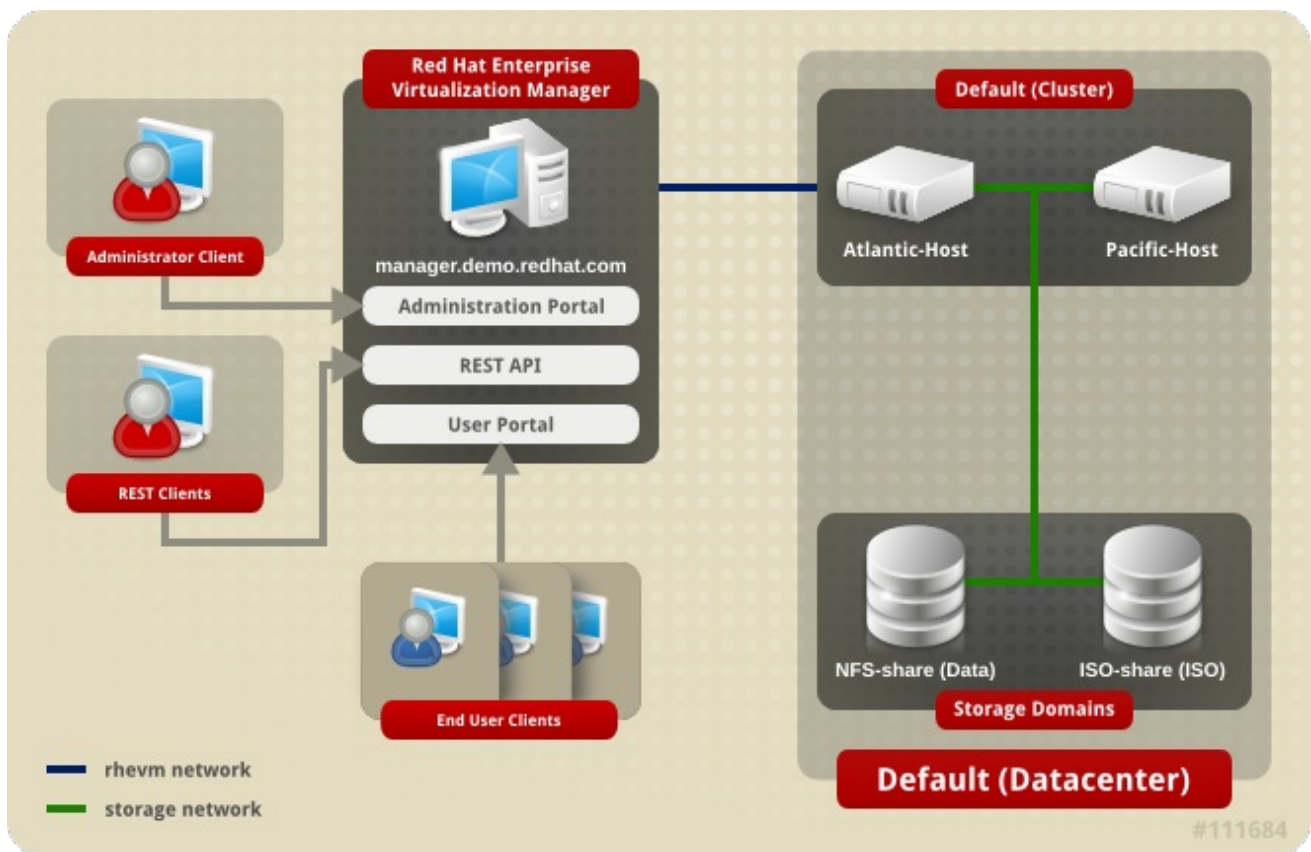 Red Hat Enterprise
Virtualization Manager
manager.demo.redhat.com
Administration Portal
REST API
User Portal
Administrator Client
REST Clients
End User Clients
Default (Cluster)
Atlantic-Host
Pacific-Host
NFS-share (Data)
ISO-share (ISO)
Storage Domains
Default (Datacenter)
rhevm network
storage network
#111684